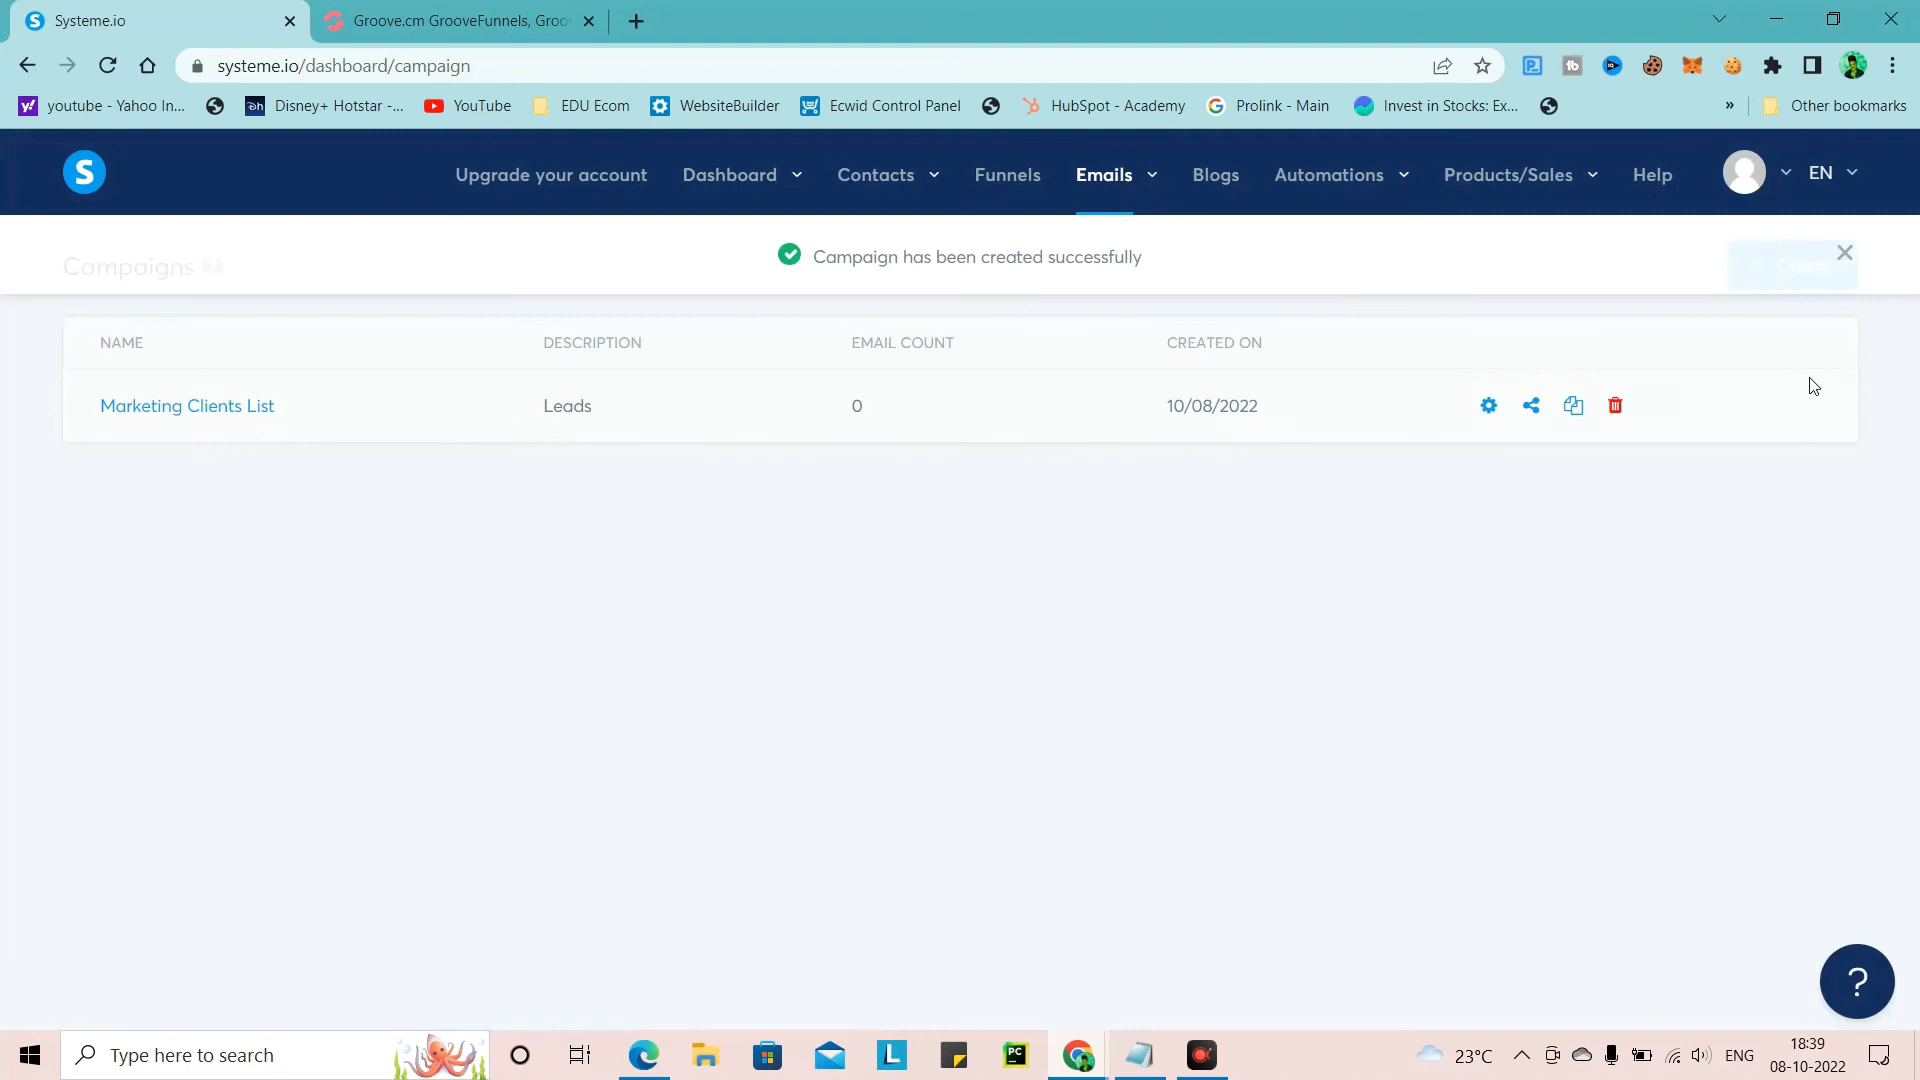 Systeme.io
Groove.cm GrooveFunnels, Groo
systeme.io/dashboard/campaign
youtube - Yahoo In...
Disney+ Hotstar -...
YouTube
EDU Ecom
WebsiteBuilder
Ecwid Control Panel
HubSpot - Academy
Prolink - Main
Invest in Stocks: Ex...
»
Other bookmarks
S
Upgrade your account
Dashboard
Contacts
Funnels
Emails
Blogs
Automations
Products/Sales
Help
EN
Campaigns
Campaign has been created successfully
NAME
DESCRIPTION
EMAIL COUNT
CREATED ON
Marketing Clients List
Leads
0
10/08/2022
?
Type here to search
L
PC
23°C
ENG
18:39
08-10-2022